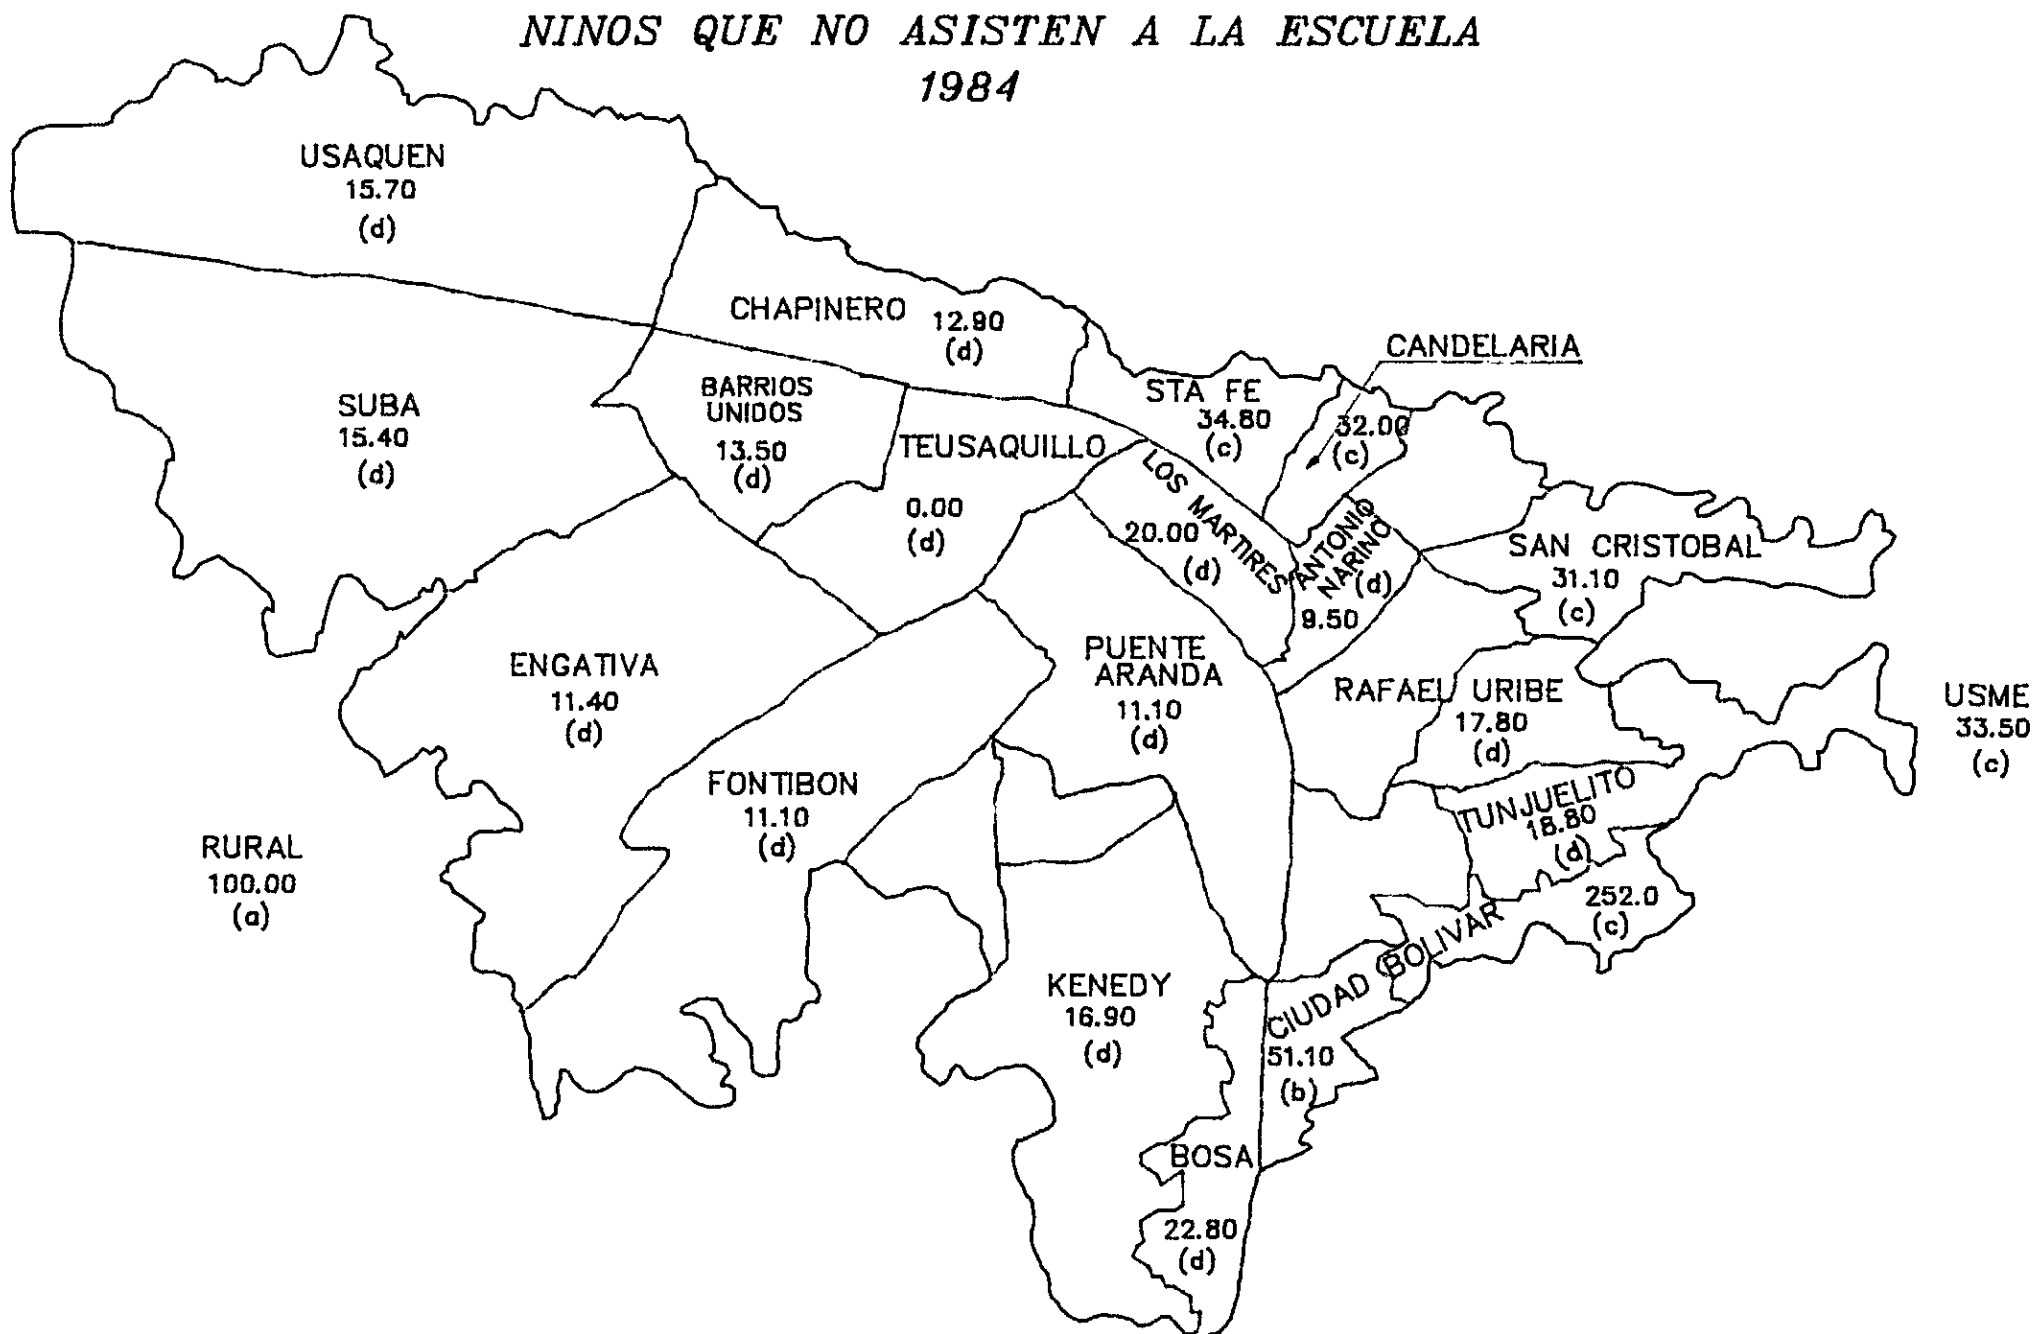 NINOS QUE NO ASISTEN A LA ESCUELA
1984
USAQUEN
15.70
(d)
CHAPINERO
12.90
(d)
CANDELARIA
32.00
(c)
STA FE
34.80
(c)
SUBA
15.40
(d)
BARRIOS
UNIDOS
13.50
(d)
TEUSAQUILLO
0.00
(d)
LOS MARTIRES
20.00
(d)
ANTONIO
NARINO
(d)
9.50
SAN CRISTOBAL
31.10
(c)
ENGATIVA
11.40
(d)
PUENTE
ARANDA
11.10
(d)
RAFAEL URIBE
17.80
(d)
USME
33.50
(c)
FONTIBON
11.10
(d)
TUNJUELITO
18.80
(d)
RURAL
100.00
(a)
252.0
(c)
KENEDY
16.90
(d)
CIUDAD BOLIVAR
51.10
(b)
BOSA
22.80
(d)